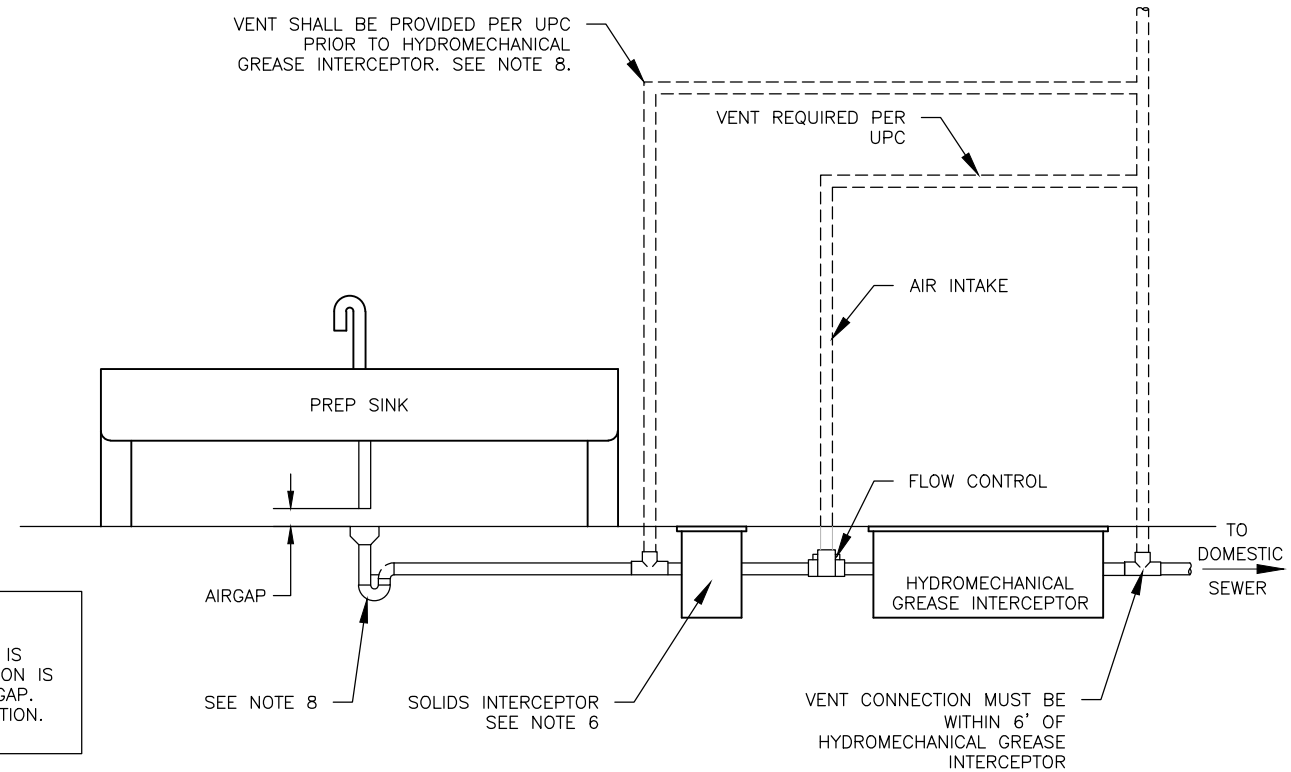 VENT SHALL BE PROVIDED PER UPC
PRIOR TO HYDROMECHANICAL
GREASE INTERCEPTOR. SEE NOTE 8.
VENT REQUIRED PER
UPC
AIR INTAKE
PREP SINK
FLOW CONTROL
TO
DOMESTIC
SEWER
HYDROMECHANICAL
GREASE INTERCEPTOR
AIRGAP
IS
ON IS
GAP.
TION.
SEE NOTE 8
SOLIDS INTERCEPTOR
SEE NOTE 6
VENT CONNECTION MUST BE
WITHIN 6' OF
HYDROMECHANICAL GREASE
INTERCEPTOR